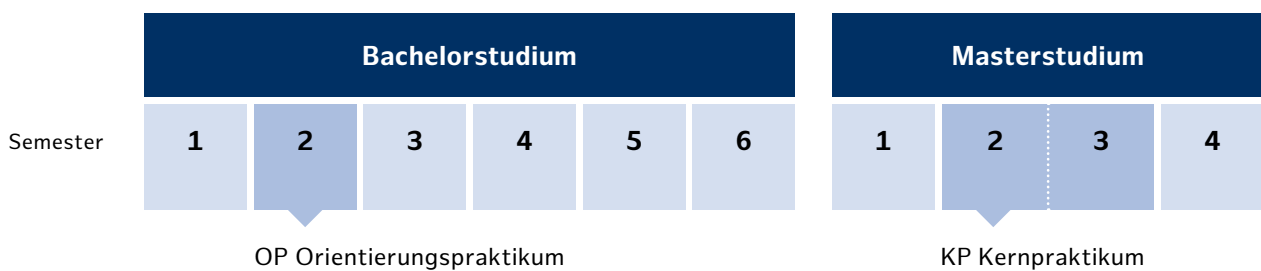 Bachelorstudium Masterstudium
Semester 1 2 3 4 5 6 1 2 3 4
OP Orientierungspraktikum KP Kernpraktikum